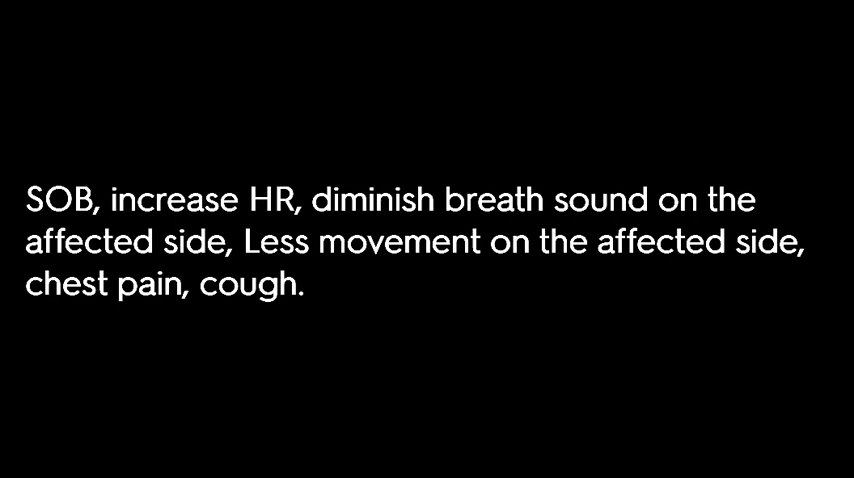 SOB, increase HR, diminish breath sound on the
affected side, Less movement on the affected side,
chest pain, cough.